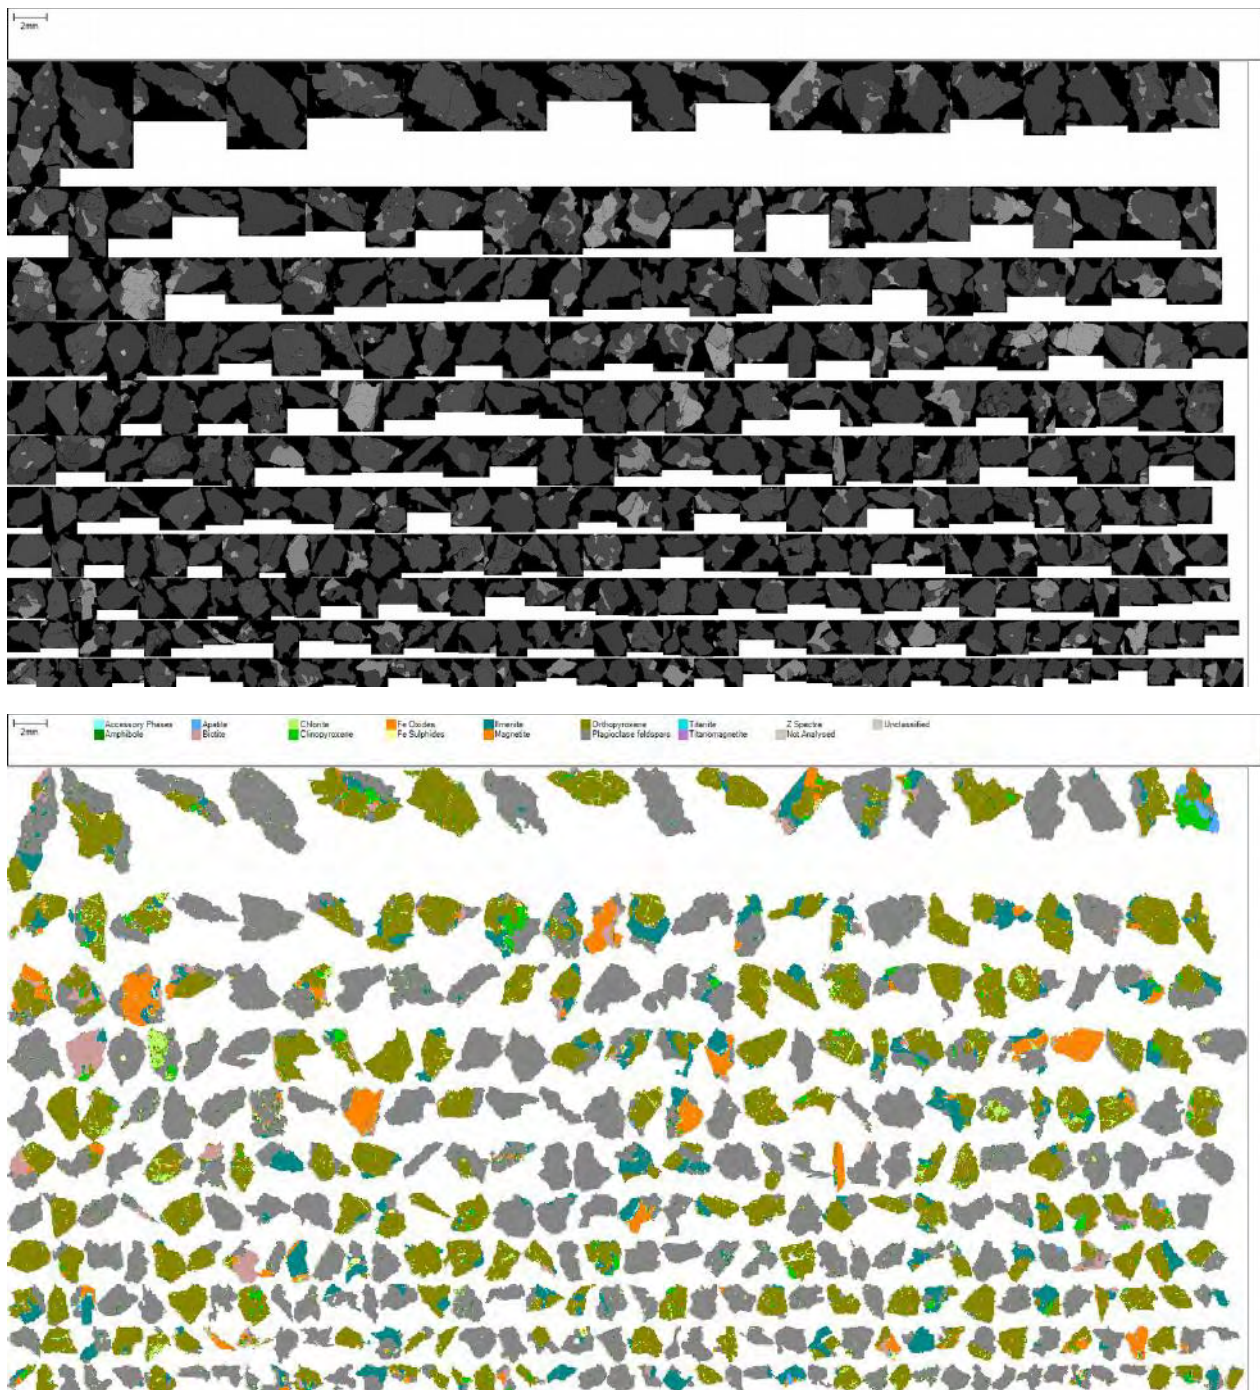 2mm
2mm
Accessory Phases Apatite Chlorite Fe Oxides Ilmenite Orthopyroxene Titanite Z Spectra Unclassified
Amphibole Biotite Clinopyroxene Fe Sulphides Magnetite Plagioclase feldspars Titanomagnetite Not Analysed